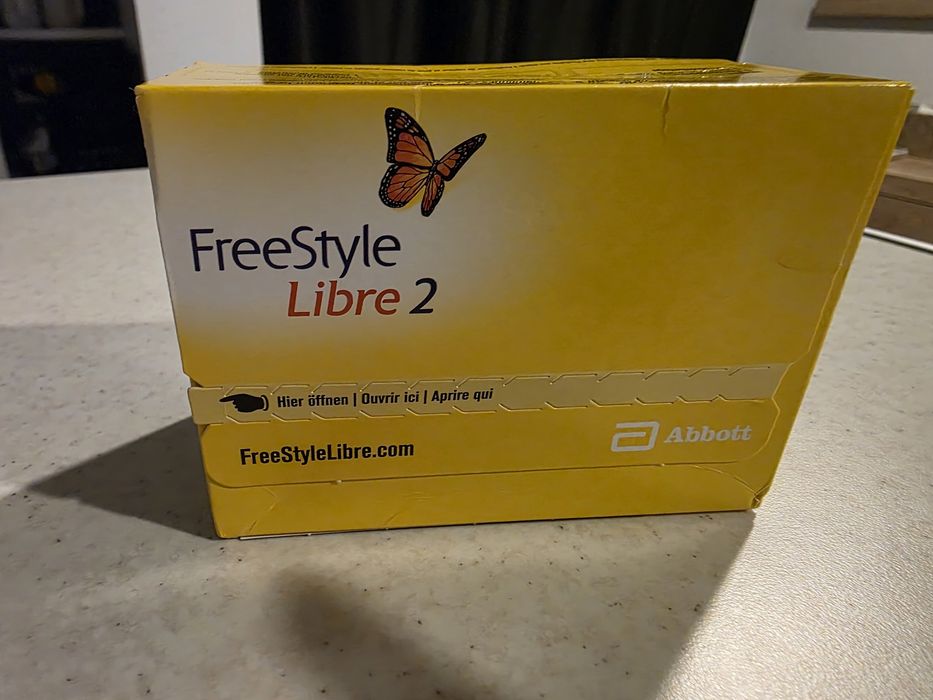 FreeStyle
Libre 2
Hier öffnen | Ouvrir ici | Aprire qui
FreeStyleLibre.com
Abbott